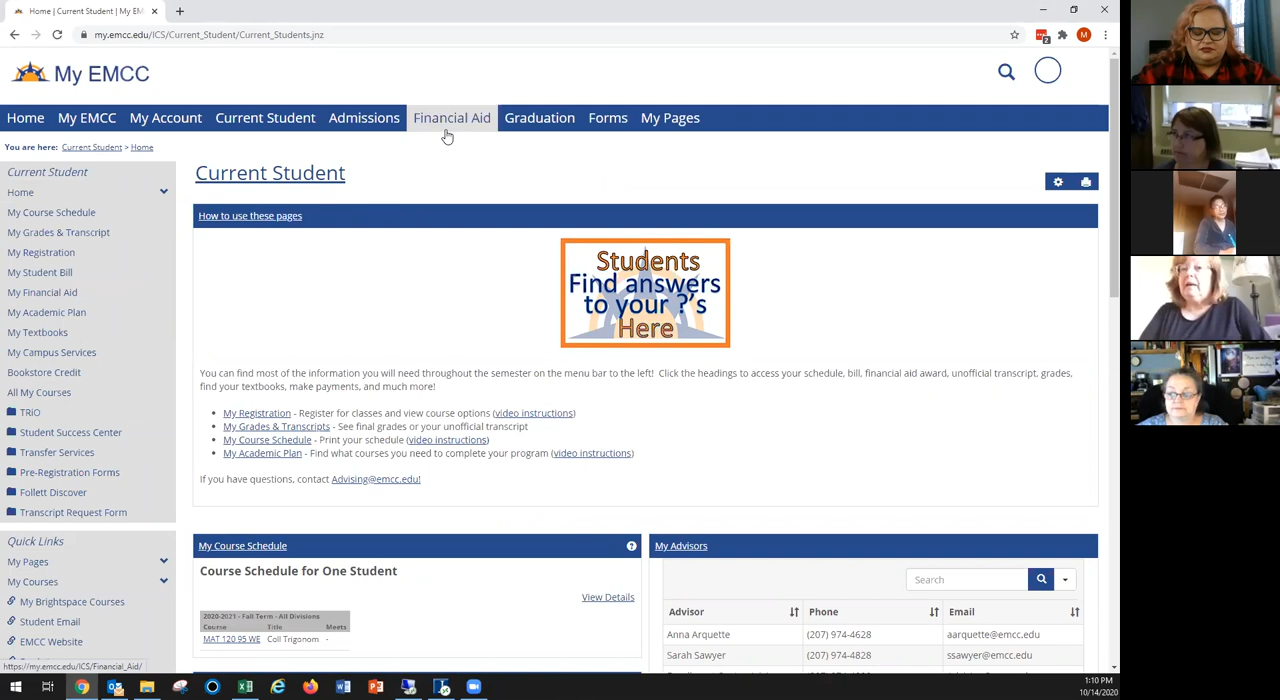 Home | Current Student | My EM
my.emcc.edu/ICS/Current_Student/Current_Students.jnz
2
M
My EMCC
Home My EMCC My Account Current Student Admissions Financial Aid Graduation Forms My Pages
You are here: Current Student > Home
Current Student
Home
My Course Schedule
My Grades & Transcript
My Registration
My Student Bill
My Financial Aid
My Academic Plan
My Textbooks
My Campus Services
Bookstore Credit
All My Courses
TRiO
Student Success Center
Transfer Services
Pre-Registration Forms
Follett Discover
Transcript Request Form
Quick Links
My Pages
My Courses
My Brightspace Courses
Student Email
EMCC Website
https://my.emcc.edu/ICS/Financial_Aid/
Current Student
How to use these pages
Students
Find answers
to your ?'s
Here
You can find most of the information you will need throughout the semester on the menu bar to the left! Click the headings to access your schedule, bill, financial aid award, unofficial transcript, grades,
find your textbooks, make payments, and much more!
My Registration - Register for classes and view course options (video instructions)
My Grades & Transcripts - See final grades or your unofficial transcript
My Course Schedule - Print your schedule (video instructions)
My Academic Plan - Find what courses you need to complete your program (video instructions)
If you have questions, contact Advising@emcc.edu!
My Course Schedule
Course Schedule for One Student
View Details
2020-2021 - Fall Term - All Divisions
Course Title Meets
MAT 120 95 WE Coll Trigonom -
My Advisors
Search
Advisor Phone Email
Anna Arquette (207) 974-4628 aarquette@emcc.edu
Sarah Sawyer (207) 974-4828 ssawyer@emcc.edu
1:10 PM
10/14/2020